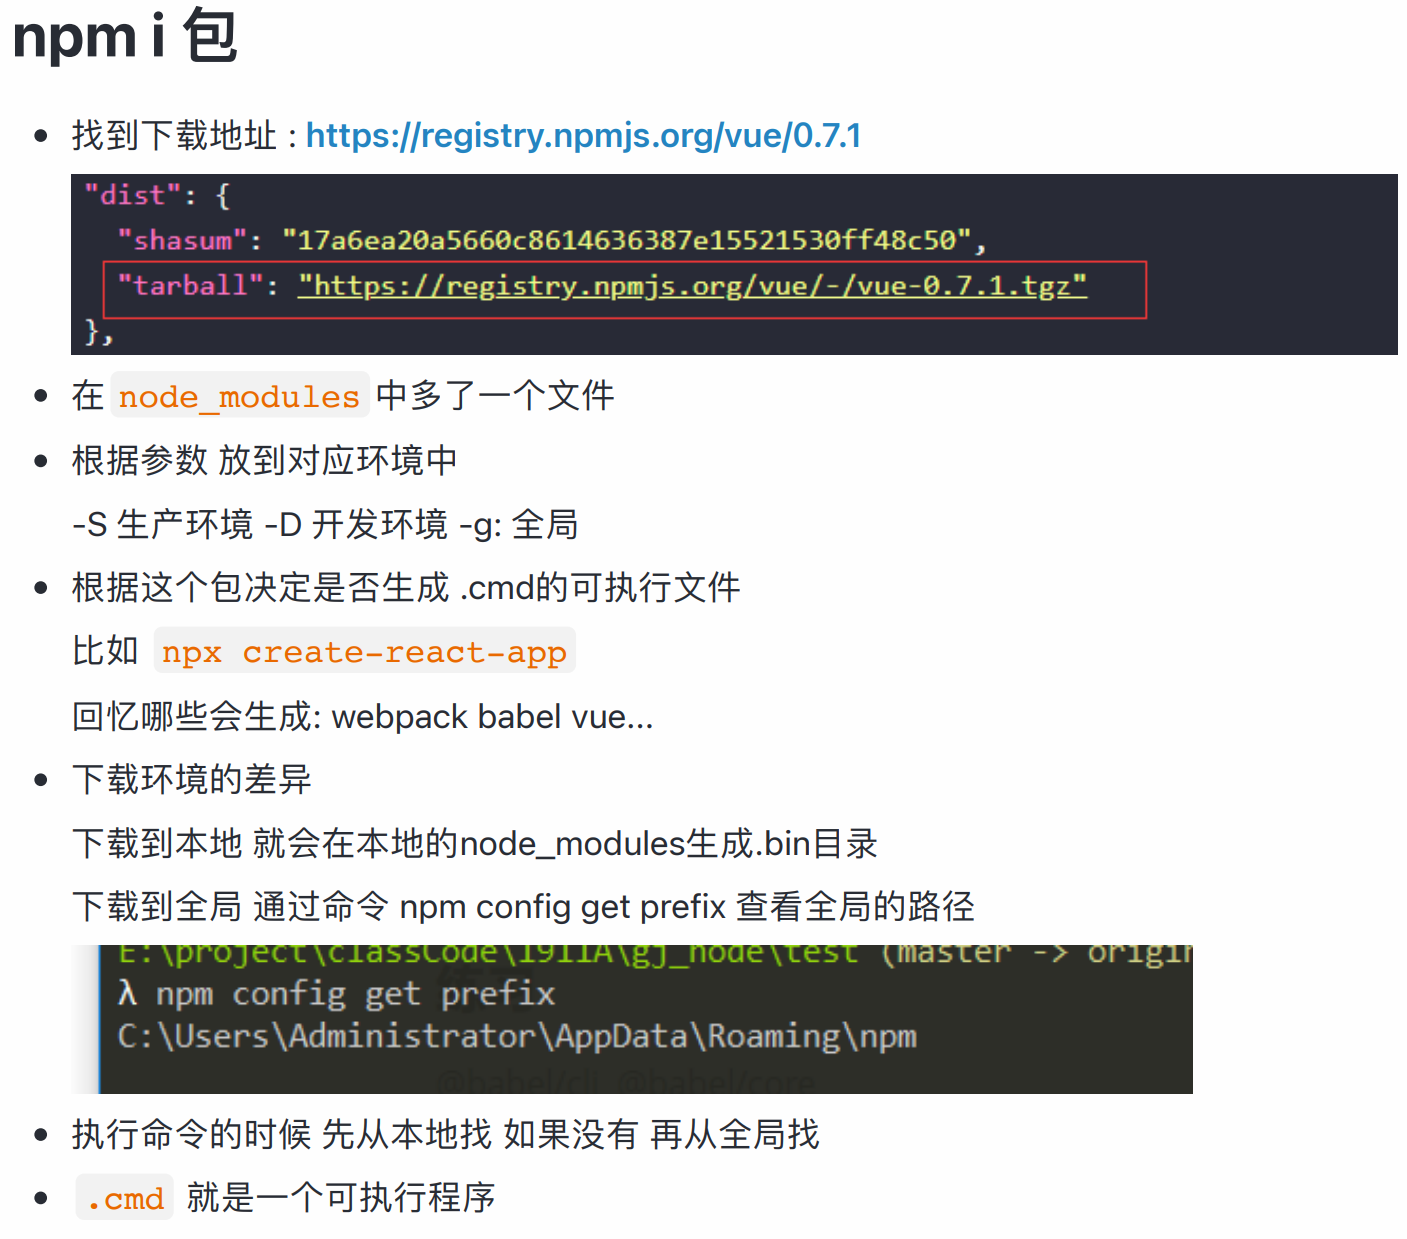 npm i 包
找到下载地址 : https://registry.npmjs.org/vue/0.7.1
"dist": {
"shasum": "17a6ea20a5660c8614636387e15521530ff48c50",
"tarball": "https://registry.npmjs.org/vue/-/vue-0.7.1.tgz"
},
在 node_modules 中多了一个文件
根据参数 放到对应环境中
-S 生产环境 -D 开发环境 -g: 全局
根据这个包决定是否生成 .cmd的可执行文件
比如 npx create-react-app
回忆哪些会生成: webpack babel vue...
下载环境的差异
下载到本地 就会在本地的node_modules生成.bin目录
下载到全局 通过命令 npm config get prefix 查看全局的路径
E:\project\classCode\1911A\gj_node\test (master -> origin
λ npm config get prefix
C:\Users\Administrator\AppData\Roaming\npm
@babel/cli @babel/core
执行命令的时候 先从本地找 如果没有 再从全局找
.cmd 就是一个可执行程序